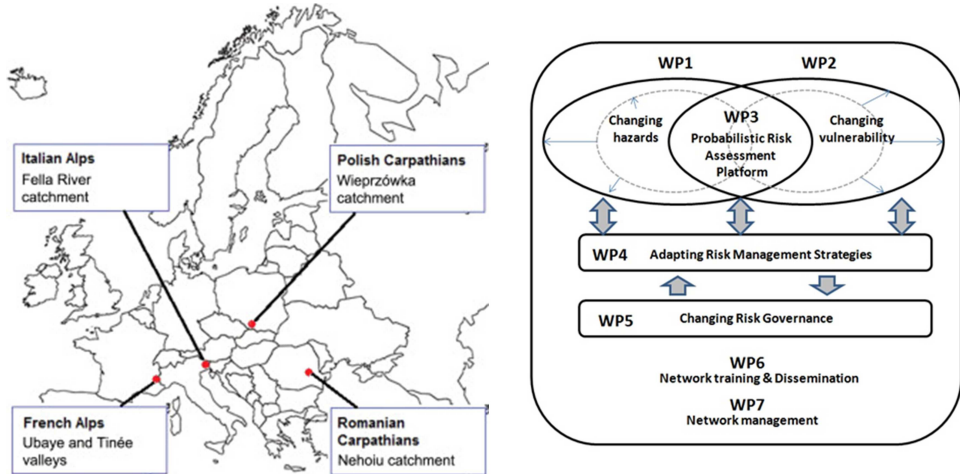 Italian Alps
Fella River
catchment
Polish Carpathians
Wieprzówka
catchment
French Alps
Ubaye and Tinée
valleys
Romanian
Carpathians
Nehoiu catchment
WP1
WP2
Changing
hazards
WP3
Probabilistic Risk
Assessment
Platform
Changing
vulnerability
WP4 Adapting Risk Management Strategies
WP5 Changing Risk Governance
WP6
Network training & Dissemination
WP7
Network management